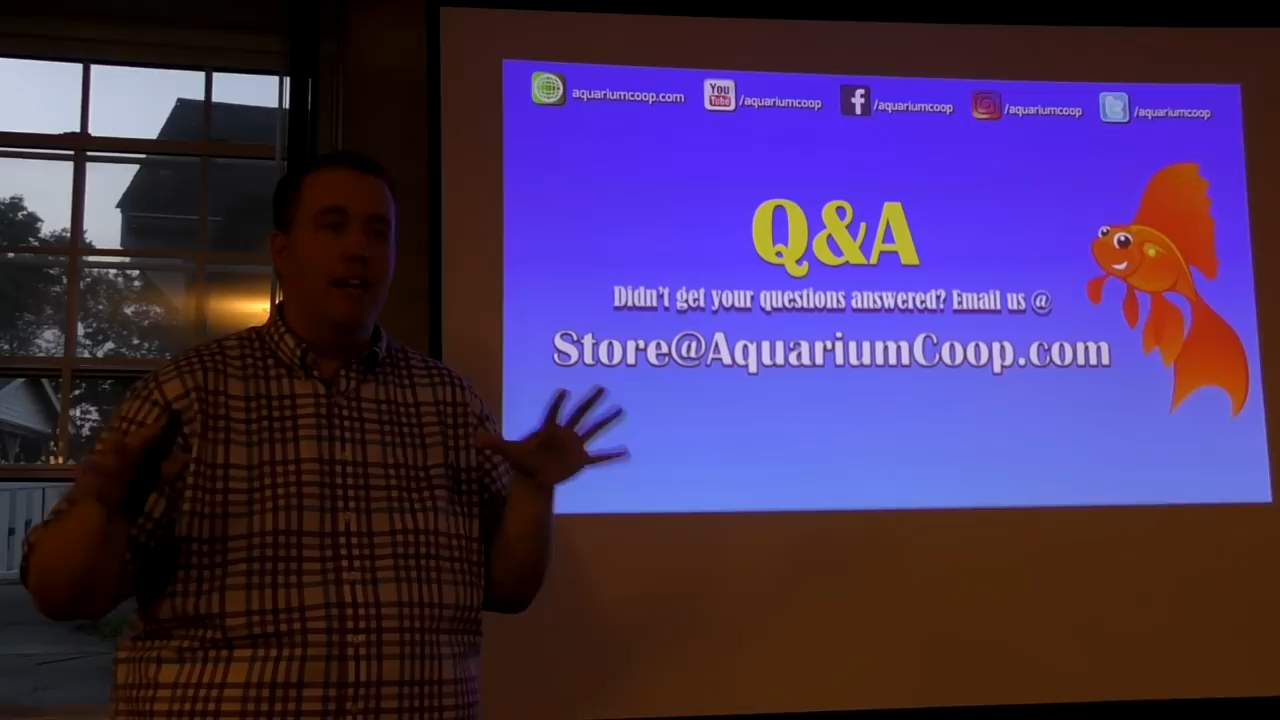 aquariumcoop.com You Tube /aquariumcoop f /aquariumcoop /aquariumcoop /aquariumcoop
Q&A
Didn't get your questions answered? Email us @
Store@AquariumCoop.com